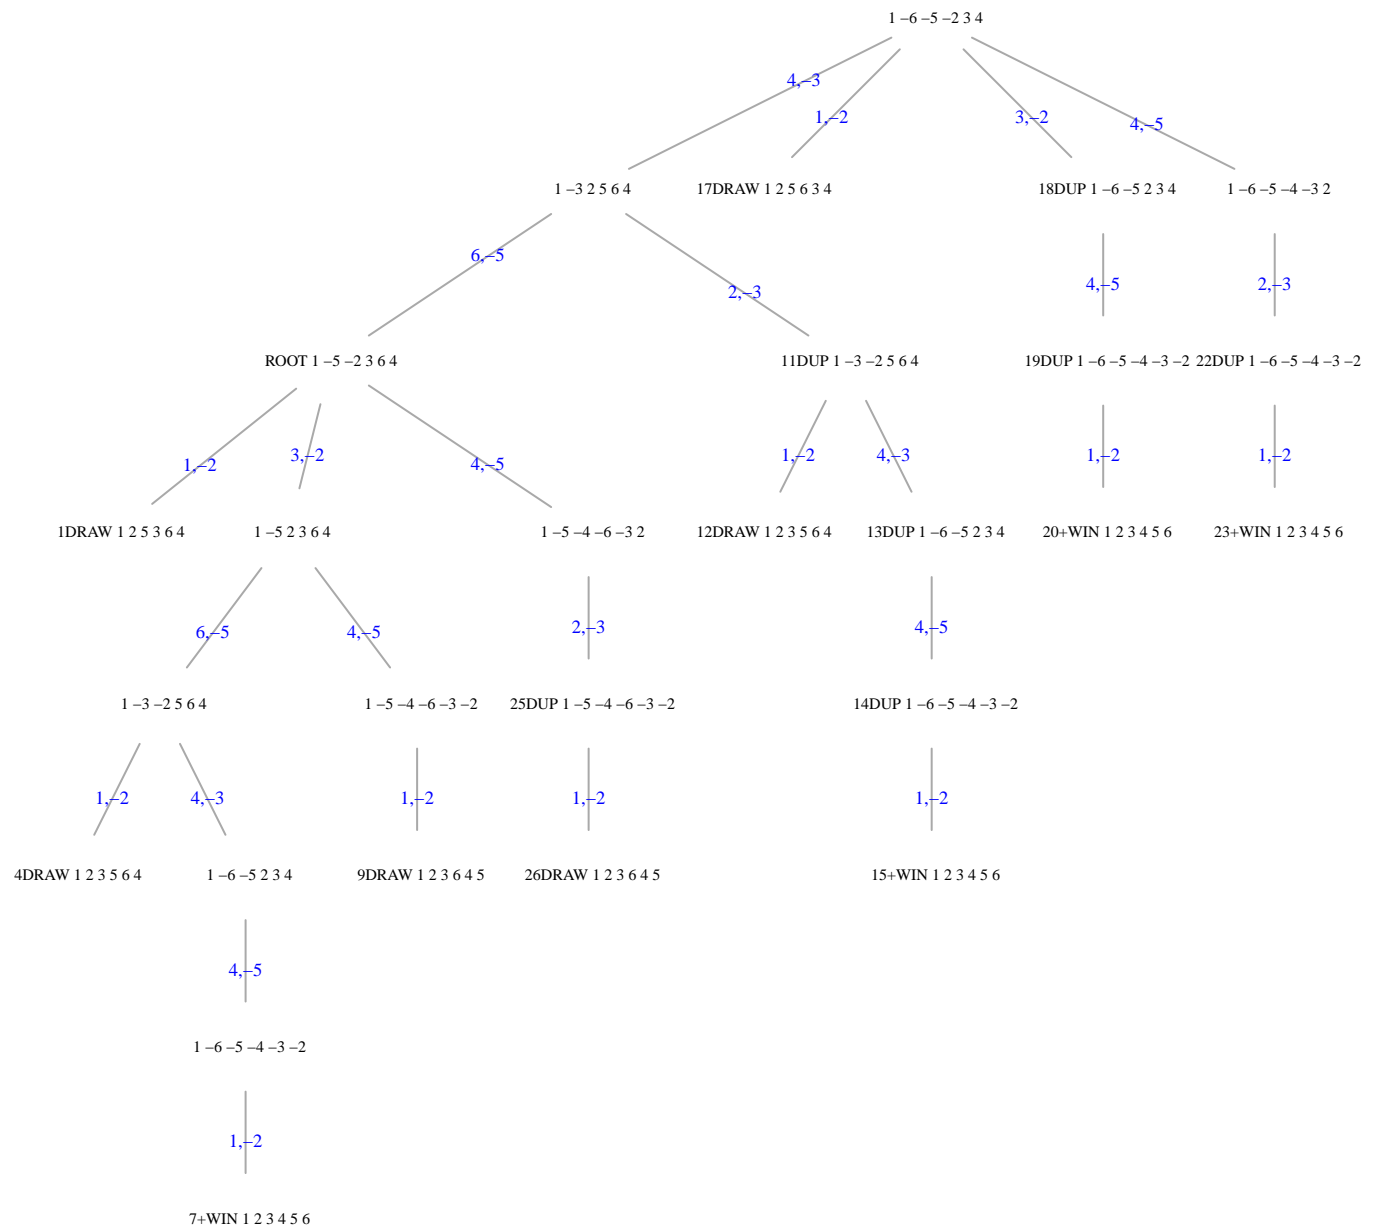 1 –6 –5 –2 3 4
4,–3
1,–2
3,–2
4,–5
1 –3 2 5 6 4
17DRAW 1 2 5 6 3 4
18DUP 1 –6 –5 2 3 4
1 –6 –5 –4 –3 2
6,–5
2,–3
4,–5
2,–3
ROOT 1 –5 –2 3 6 4
11DUP 1 –3 –2 5 6 4
19DUP 1 –6 –5 –4 –3 –2
22DUP 1 –6 –5 –4 –3 –2
1,–2
3,–2
4,–5
1,–2
4,–3
1,–2
1,–2
1DRAW 1 2 5 3 6 4
1 –5 2 3 6 4
1 –5 –4 –6 –3 2
12DRAW 1 2 3 5 6 4
13DUP 1 –6 –5 2 3 4
20+WIN 1 2 3 4 5 6
23+WIN 1 2 3 4 5 6
6,–5
4,–5
2,–3
4,–5
1 –3 –2 5 6 4
1 –5 –4 –6 –3 –2
25DUP 1 –5 –4 –6 –3 –2
14DUP 1 –6 –5 –4 –3 –2
1,–2
4,–3
1,–2
1,–2
1,–2
4DRAW 1 2 3 5 6 4
1 –6 –5 2 3 4
9DRAW 1 2 3 6 4 5
26DRAW 1 2 3 6 4 5
15+WIN 1 2 3 4 5 6
4,–5
1 –6 –5 –4 –3 –2
1,–2
7+WIN 1 2 3 4 5 6